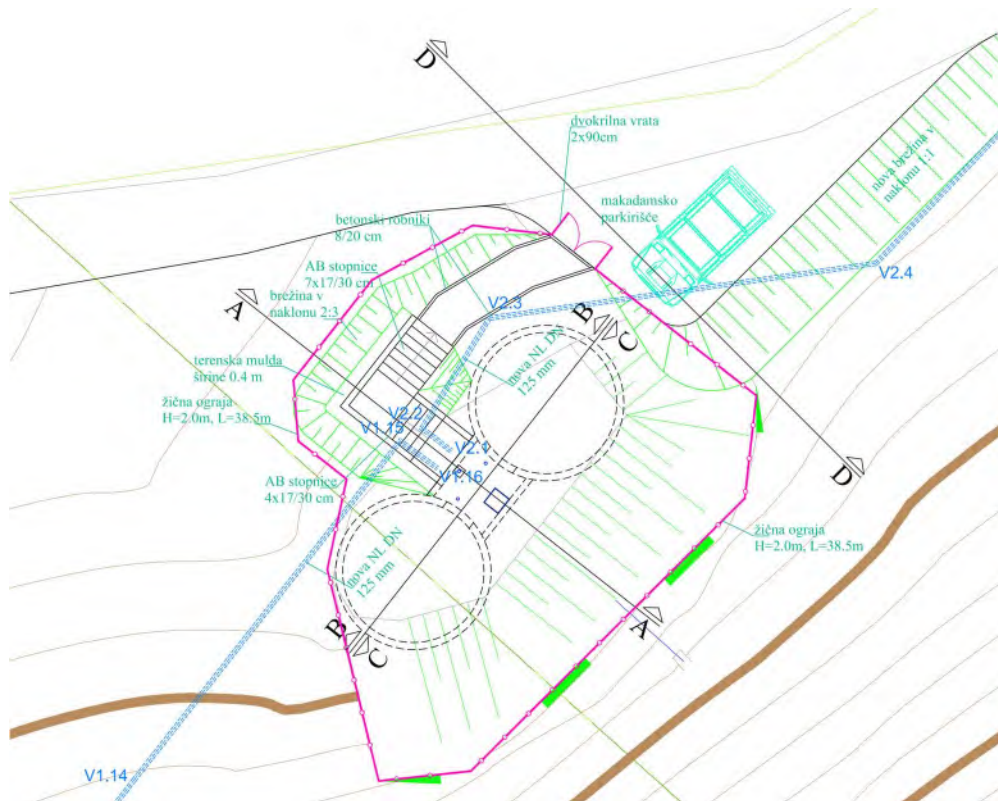 D
dvokrilna vrata
2x90cm
nova brežina v
naklonu 1:1
makadamsko
parkirišče
betonski robniki
8/20 cm
V2.4
AB stopnice
7x17/30 cm
A
V2.3
brežina v
naklonu 2:3
B
C
nova NL DN
125 mm
terenska mulda
širine 0.4 m
žična ograja
H=2.0m, L=38.5m
V2.2
V1.15
V2.1
V1.16
D
AB stopnice
4x17/30 cm
žična ograja
H=2.0m, L=38.5m
nova NL DN
125 mm
B
C
A
V1.14